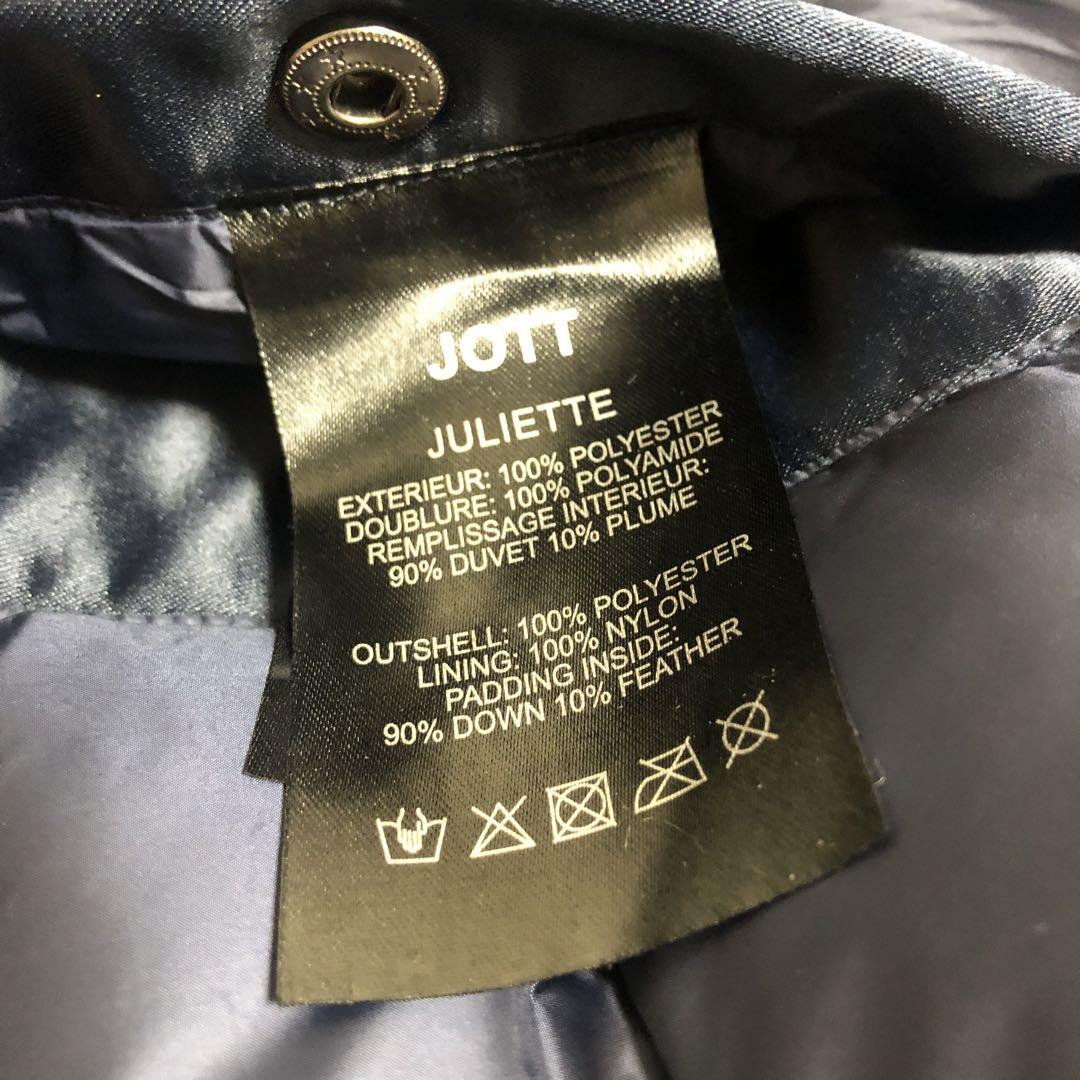 JOTT
JULIETTE
EXTERIEUR: 100% POLYESTER
DOUBLURE: 100% POLYAMIDE
REMPLISSAGE INTERIEUR:
90% DUVET 10% PLUME
OUTSHELL: 100% POLYESTER
LINING: 100% NYLON
PADDING INSIDE:
90% DOWN 10% FEATHER